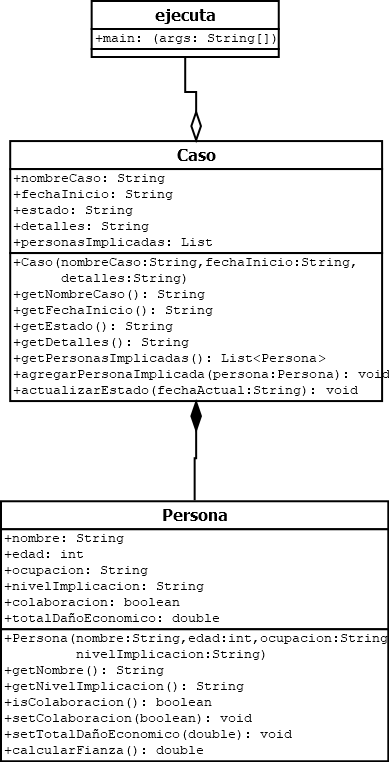 ejecuta
+main: (args: String[])
Caso
+nombreCaso: String
+fechaInicio: String
+estado: String
+detalles: String
+personasImplicadas: List
+Caso(nombreCaso:String,fechaInicio:String,
detalles:String)
+getNombreCaso(): String
+getFechaInicio(): String
+getEstado(): String
+getDetalles(): String
+getPersonasImplicadas(): List<Persona>
+agregarPersonaImplicada(persona:Persona): void
+actualizarEstado(fechaActual:String): void
Persona
+nombre: String
+edad: int
+ocupacion: String
+nivelImplicacion: String
+colaboracion: boolean
+totalDañoEconomico: double
+Persona(nombre:String,edad:int,ocupacion:String
nivelImplicacion:String)
+getNombre(): String
+getNivelImplicacion(): String
+isColaboracion(): boolean
+setColaboracion(boolean): void
+setTotalDañoEconomico(double): void
+calcularFianza(): double